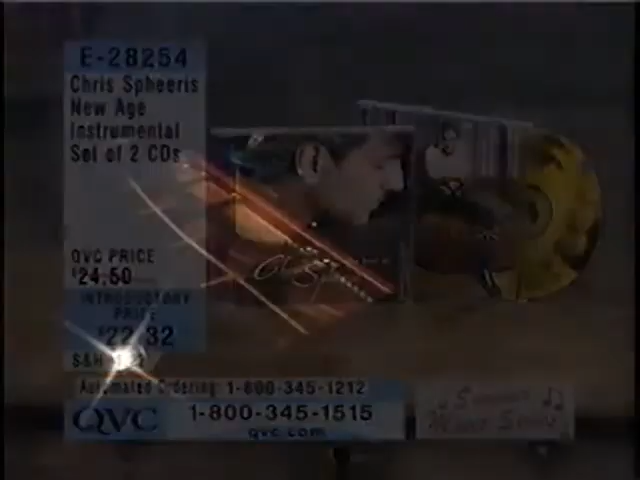 E-28254
Chris Spheeris
New Age
Instrumental
Set of 2 CDs
QVC PRICE
$24.50
INTRODUCTORY
PRICE
$22.32
S&H
Automated Ordering: 1-800-345-1212
QVC
1-800-345-1515
qvc.com